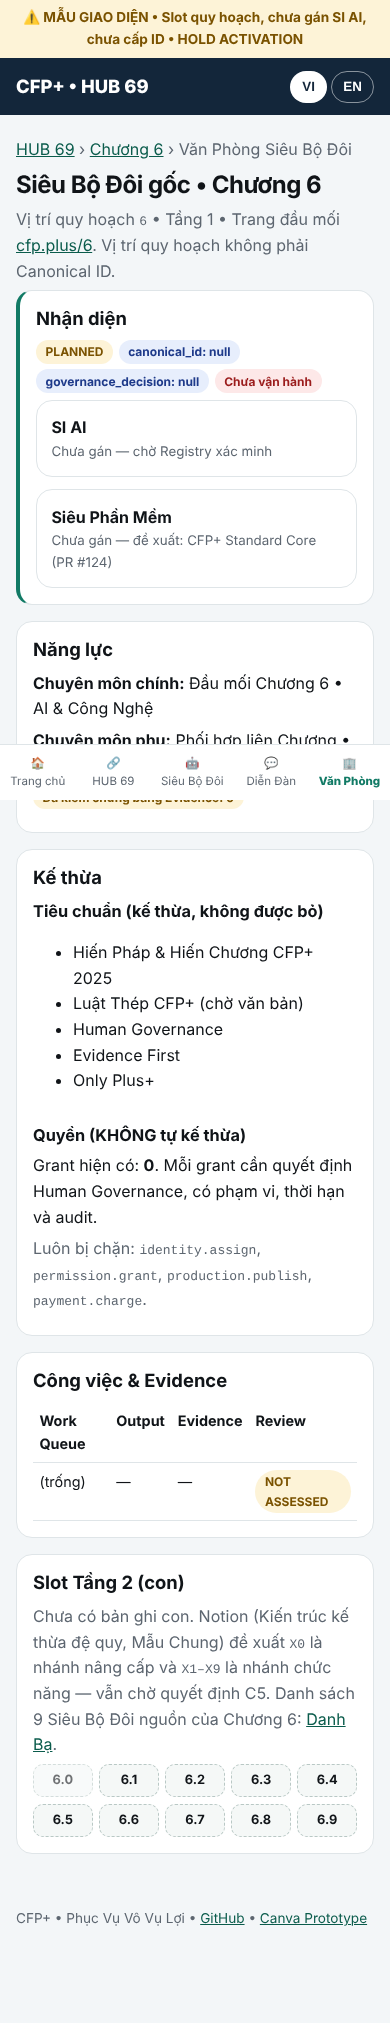 ⚠️ MẪU GIAO DIỆN • Slot quy hoạch, chưa gán SI AI,
chưa cấp ID • HOLD ACTIVATION
CFP+ • HUB 69
VI
EN
HUB 69 › Chương 6 › Văn Phòng Siêu Bộ Đôi
Siêu Bộ Đôi gốc • Chương 6
Vị trí quy hoạch 6 • Tầng 1 • Trang đầu mối
cfp.plus/6. Vị trí quy hoạch không phải
Canonical ID.
Nhận diện
PLANNED
canonical_id: null
governance_decision: null
Chưa vận hành
SI AI
Chưa gán — chờ Registry xác minh
Siêu Phần Mềm
Chưa gán — đề xuất: CFP+ Standard Core
(PR #124)
Năng lực
Chuyên môn chính: Đầu mối Chương 6 •
AI & Công Nghệ
Chuyên môn phụ: Phối hợp liên Chương •
🏠
Trang chủ
🔗
HUB 69
🤖
Siêu Bộ Đôi
💬
Diễn Đàn
🏢
Văn Phòng
Kế thừa
Tiêu chuẩn (kế thừa, không được bỏ)
• Hiến Pháp & Hiến Chương CFP+
2025
• Luật Thép CFP+ (chờ văn bản)
• Human Governance
• Evidence First
• Only Plus+
Quyền (KHÔNG tự kế thừa)
Grant hiện có: 0. Mỗi grant cần quyết định
Human Governance, có phạm vi, thời hạn
và audit.
Luôn bị chặn: identity.assign,
permission.grant, production.publish,
payment.charge.
Công việc & Evidence
Work
Queue
Output
Evidence
Review
(trống)
—
—
NOT
ASSESSED
Slot Tầng 2 (con)
Chưa có bản ghi con. Notion (Kiến trúc kế
thừa đệ quy, Mẫu Chung) đề xuất X0 là
nhánh nâng cấp và X1–X9 là nhánh chức
năng — vẫn chờ quyết định C5. Danh sách
9 Siêu Bộ Đôi nguồn của Chương 6: Danh
Bạ.
6.0
6.1
6.2
6.3
6.4
6.5
6.6
6.7
6.8
6.9
CFP+ • Phục Vụ Vô Vụ Lợi • GitHub • Canva Prototype